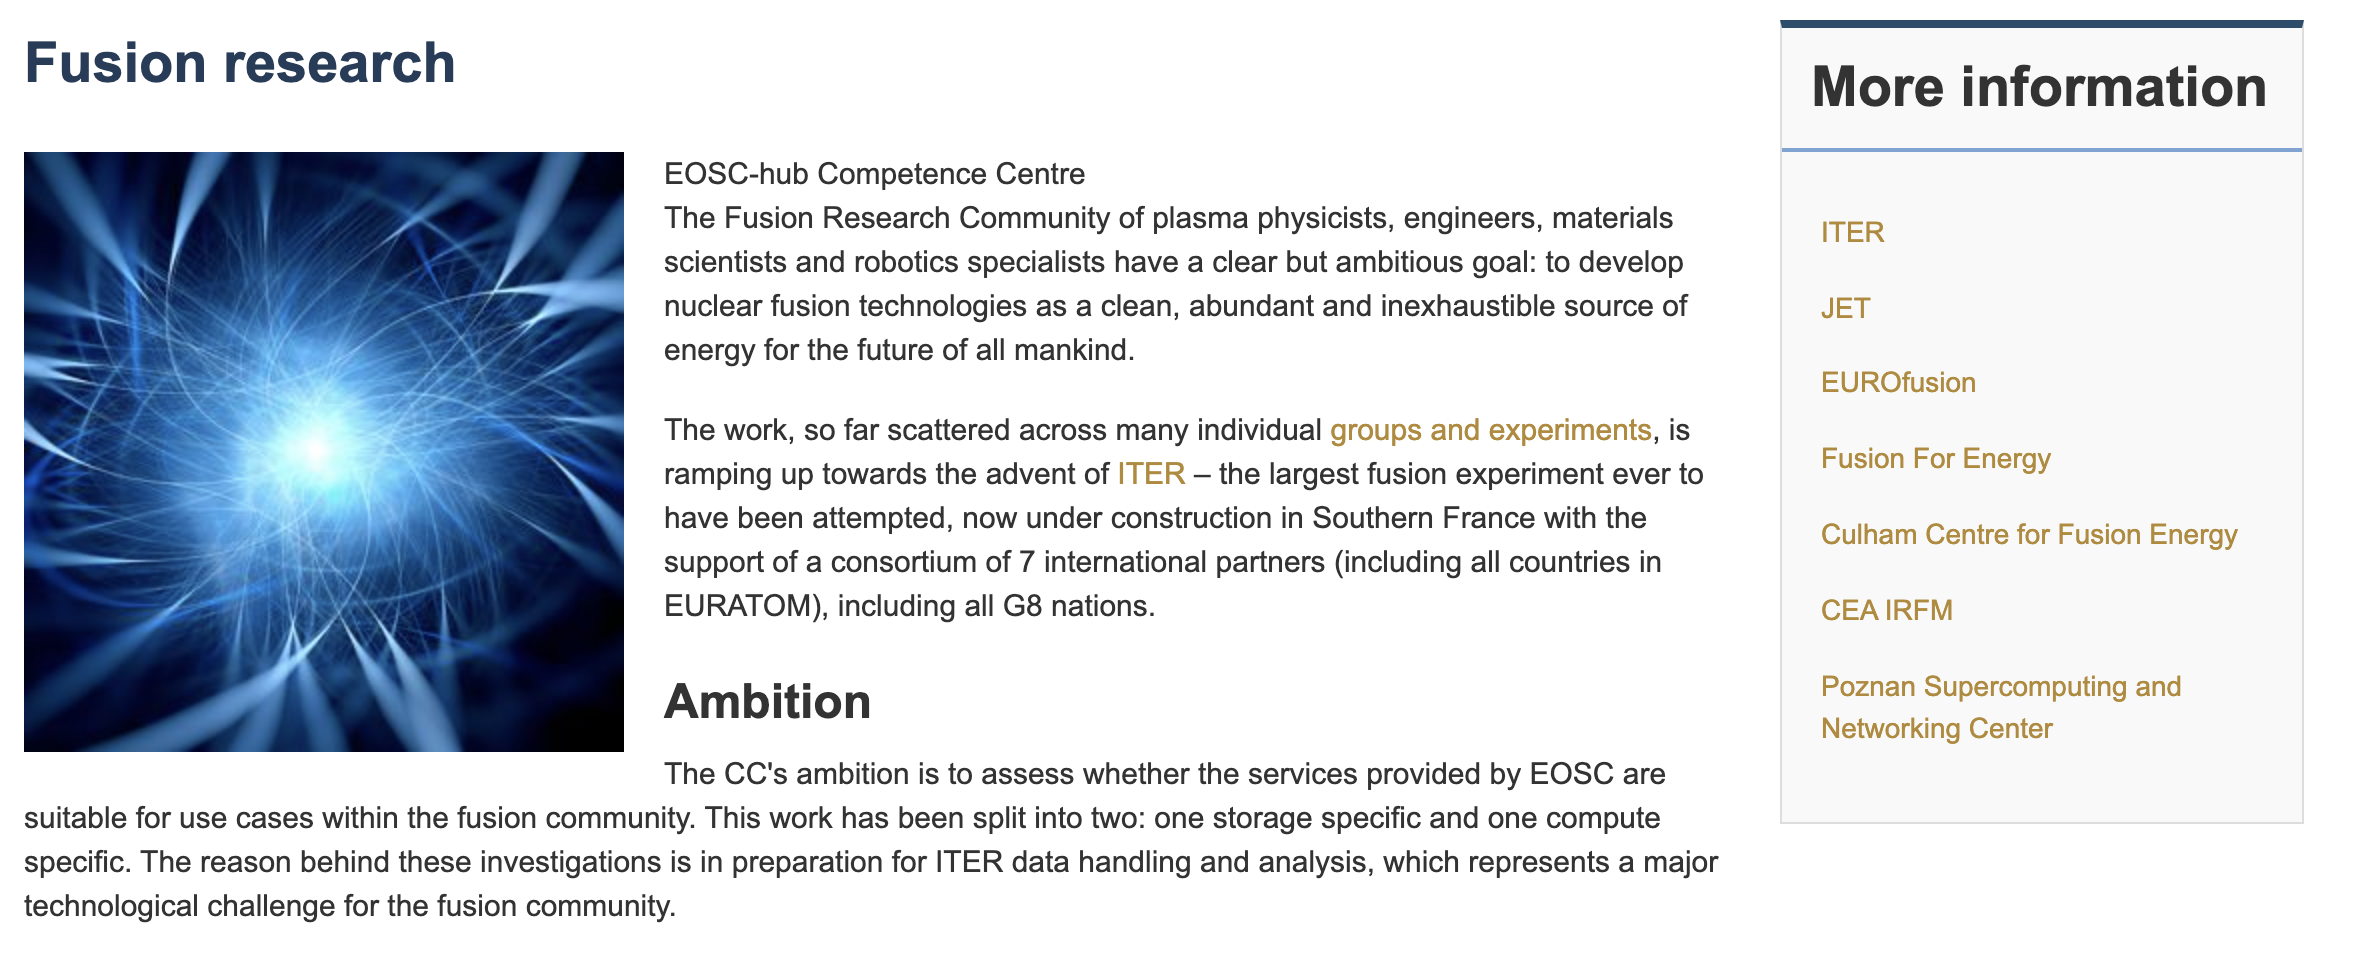 Fusion research
EOSC-hub Competence Centre
The Fusion Research Community of plasma physicists, engineers, materials
scientists and robotics specialists have a clear but ambitious goal: to develop
nuclear fusion technologies as a clean, abundant and inexhaustible source of
energy for the future of all mankind.
The work, so far scattered across many individual groups and experiments, is
ramping up towards the advent of ITER – the largest fusion experiment ever to
have been attempted, now under construction in Southern France with the
support of a consortium of 7 international partners (including all countries in
EURATOM), including all G8 nations.
Ambition
The CC's ambition is to assess whether the services provided by EOSC are
suitable for use cases within the fusion community. This work has been split into two: one storage specific and one compute
specific. The reason behind these investigations is in preparation for ITER data handling and analysis, which represents a major
technological challenge for the fusion community.
More information
ITER
JET
EUROfusion
Fusion For Energy
Culham Centre for Fusion Energy
CEA IRFM
Poznan Supercomputing and
Networking Center